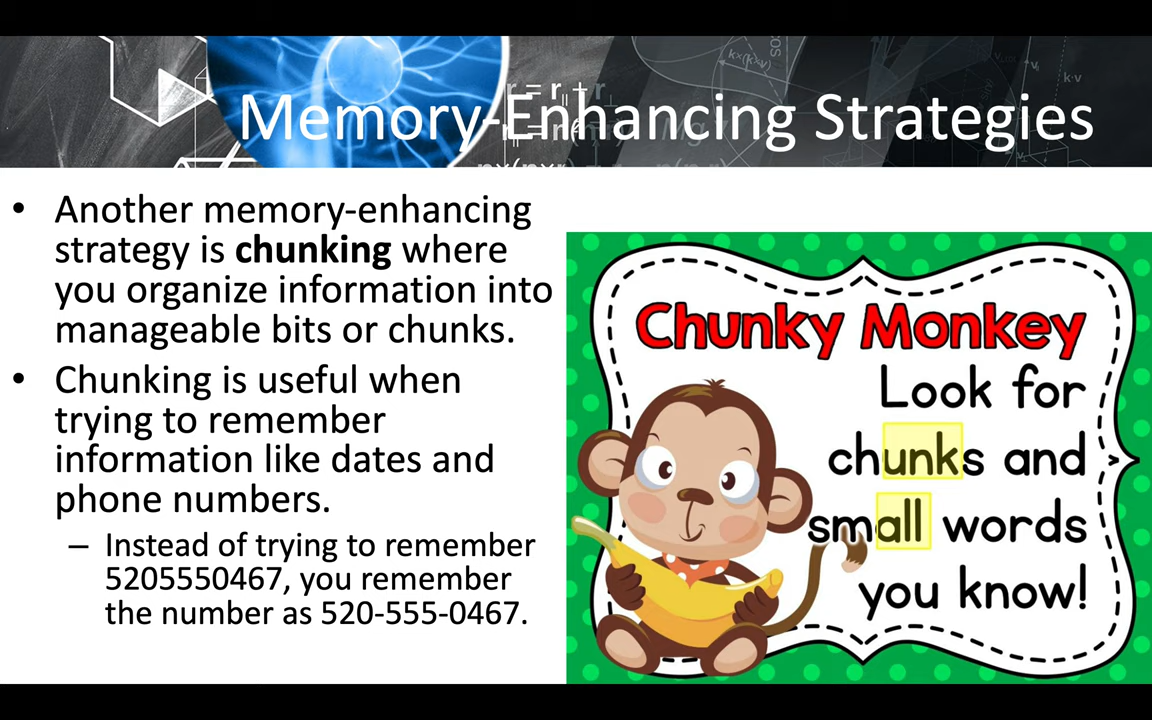 Memory-Enhancing Strategies
• Another memory-enhancing
strategy is chunking where
you organize information into
manageable bits or chunks.
• Chunking is useful when
trying to remember
information like dates and
phone numbers.
– Instead of trying to remember
5205550467, you remember
the number as 520-555-0467.
Chunky Monkey
Look for
chunks and
small words
you know!